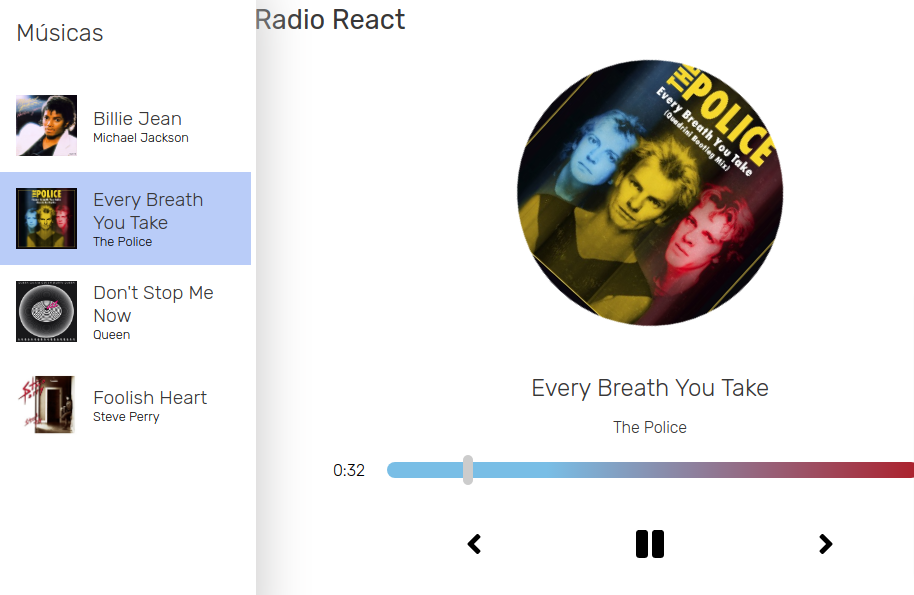 Músicas
Radio React
Billie Jean
Michael Jackson
Every Breath
You Take
The Police
Don't Stop Me
Now
Queen
Foolish Heart
Steve Perry
THE POLICE
Every Breath You Take
(Quadrini Bootleg Mix)
Every Breath You Take
The Police
0:32